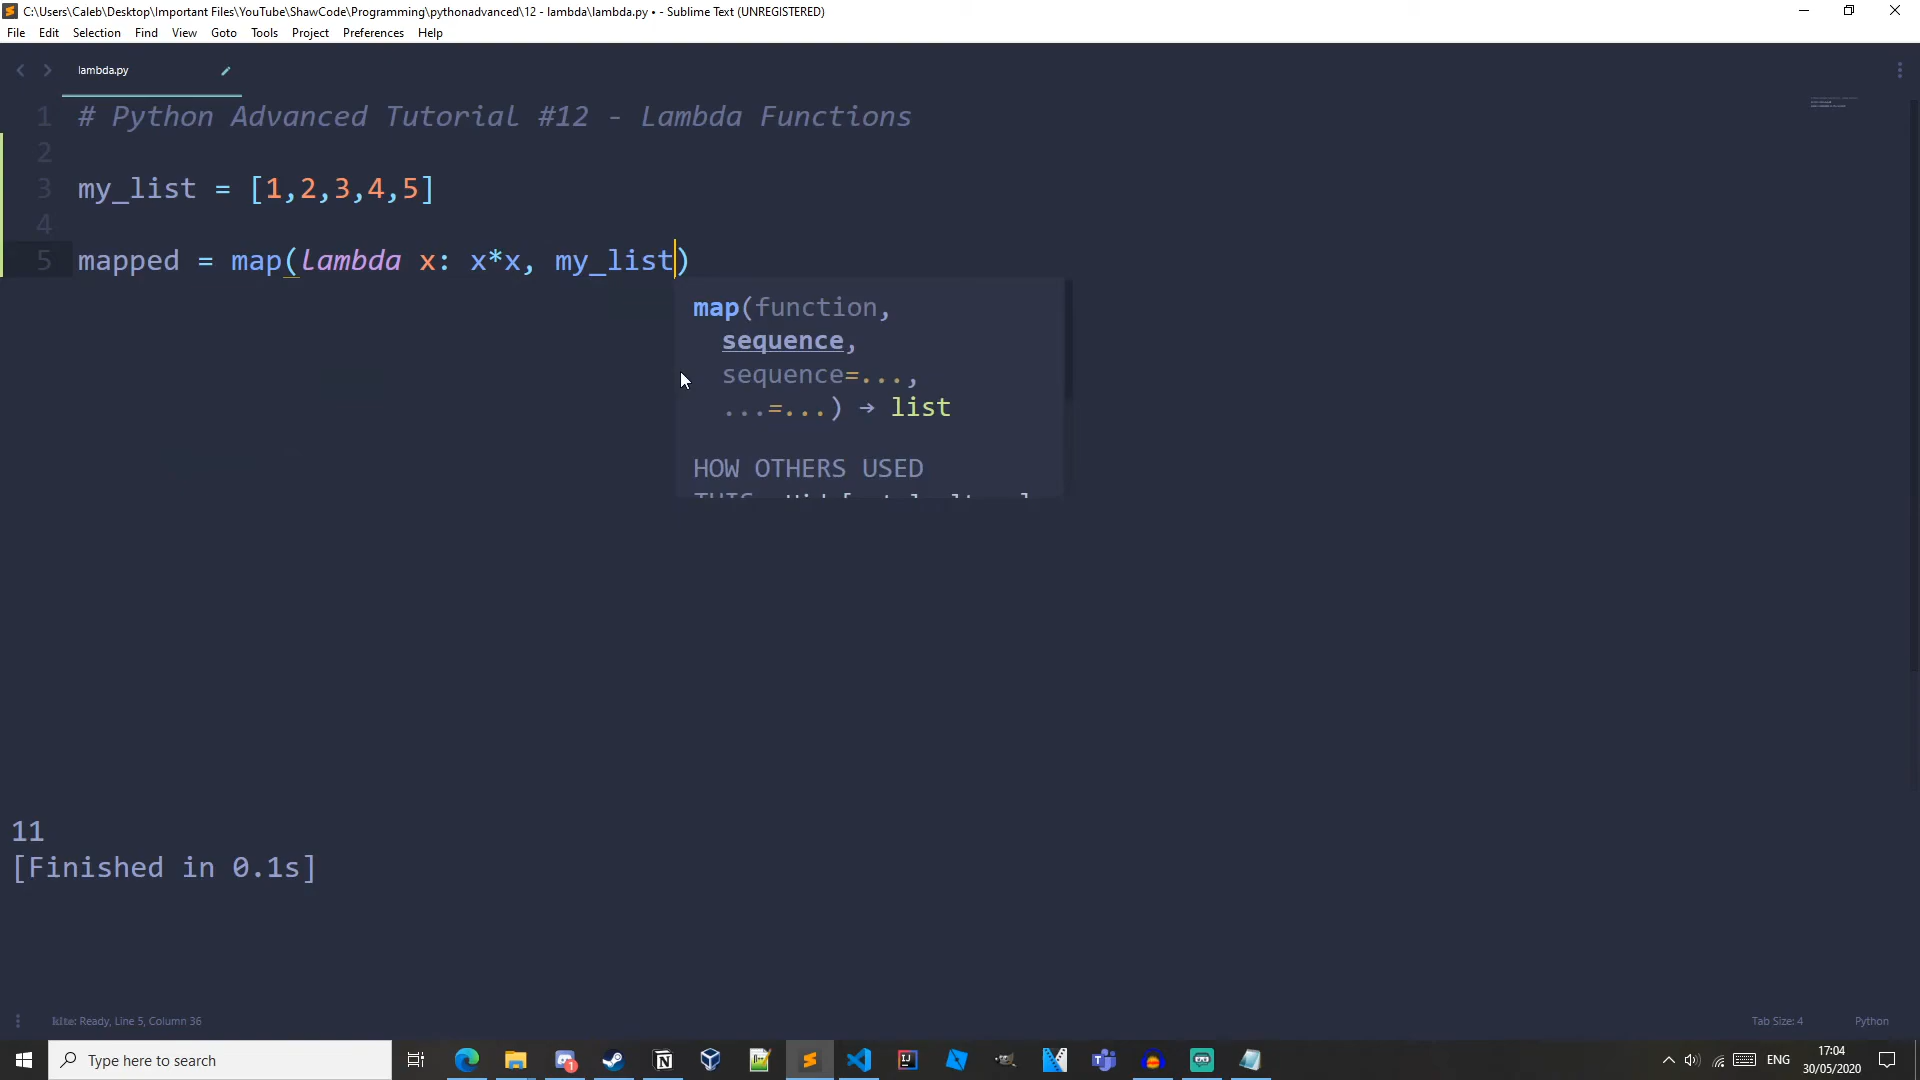 C:\Users\Caleb\Desktop\Important Files\YouTube\ShawCode\Programming\pythonadvanced\12 - lambda\lambda.py • - Sublime Text (UNREGISTERED)
File Edit Selection Find View Goto Tools Project Preferences Help
lambda.py
1 # Python Advanced Tutorial #12 - Lambda Functions
2
3 my_list = [1,2,3,4,5]
4
5 mapped = map(lambda x: x*x, my_list)
map(function,
sequence,
sequence=...,
...=...) → list
HOW OTHERS USED
THIS
11
[Finished in 0.1s]
kite: Ready, Line 5, Column 36
Tab Size: 4
Python
Type here to search
ENG
17:04
30/05/2020